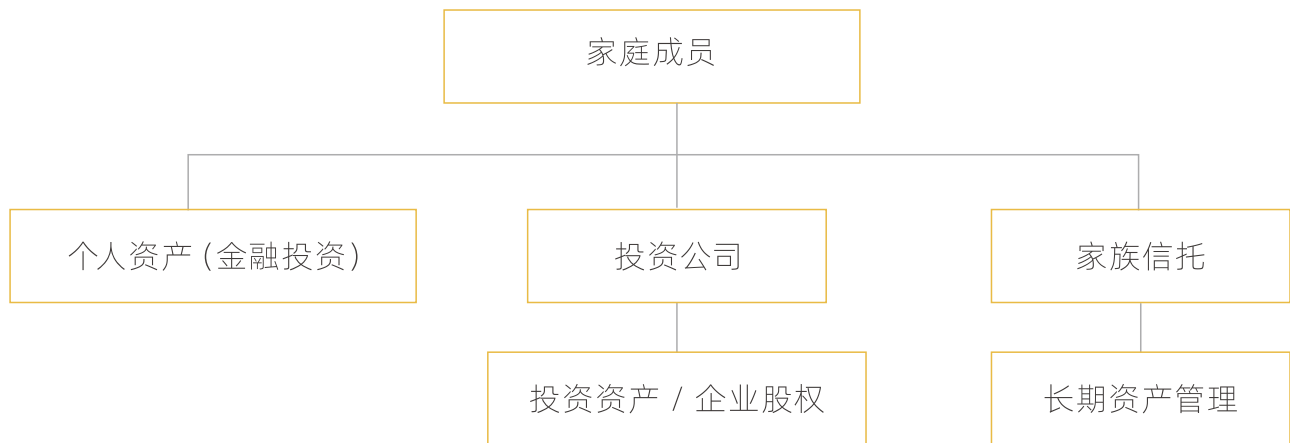 家庭成员
个人资产 (金融投资)
投资公司
家族信托
投资资产 / 企业股权
长期资产管理